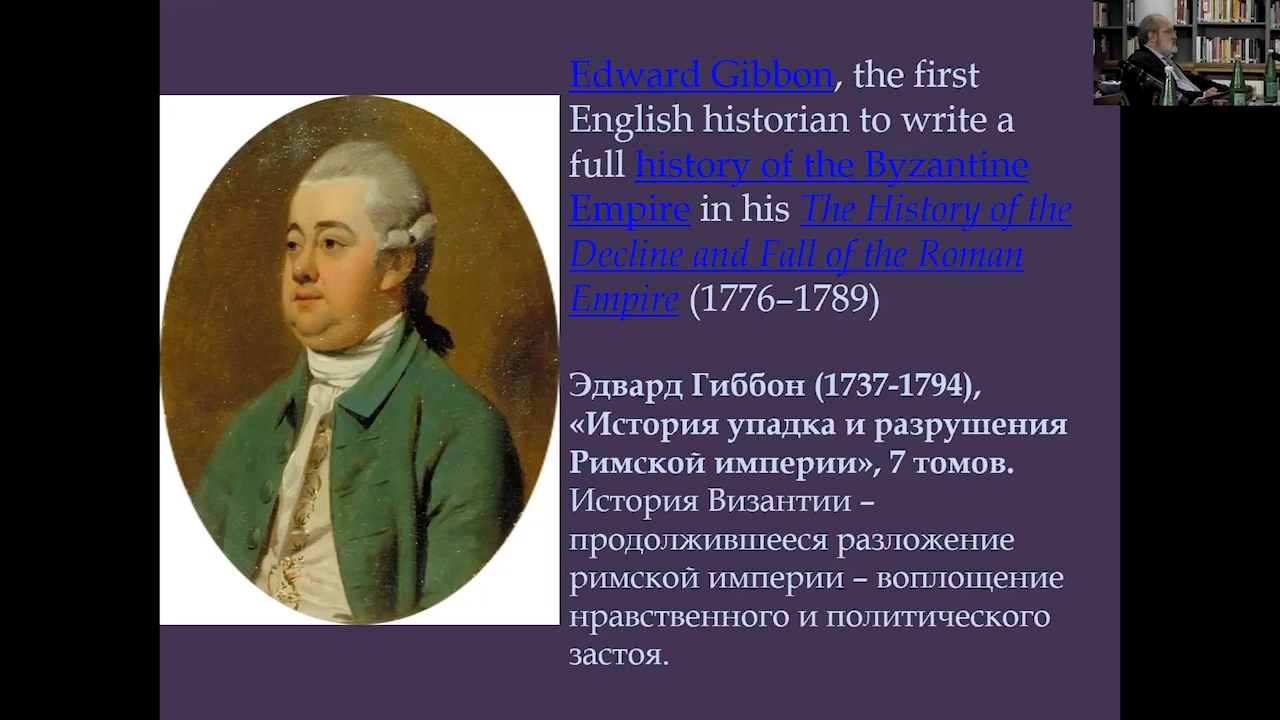 Edward Gibbon, the first
English historian to write a
full history of the Byzantine
Empire in his The History of the
Decline and Fall of the Roman
Empire (1776–1789)
Эдвард Гиббон (1737-1794),
«История упадка и разрушения
Римской империи», 7 томов.
История Византии –
продолжившееся разложение
римской империи – воплощение
нравственного и политического
застоя.